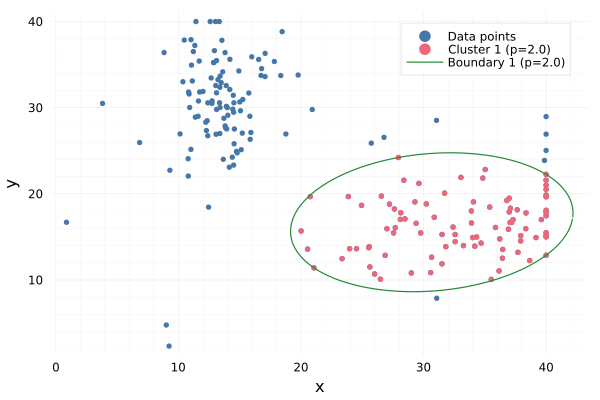 40
Data points
Cluster 1 (p=2.0)
Boundary 1 (p=2.0)
30
y
20
10
0 10 20 30 40
x